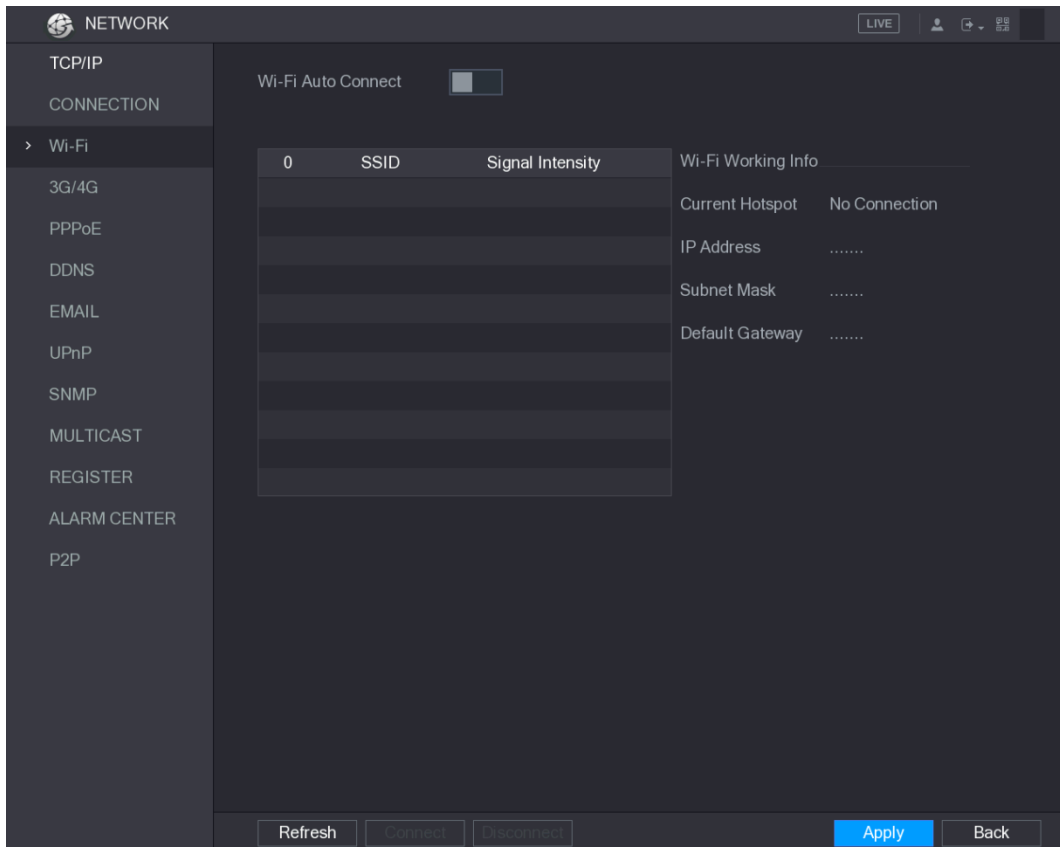 NETWORK
LIVE
TCP/IP
CONNECTION
Wi-Fi
3G/4G
PPPoE
DDNS
EMAIL
UPnP
SNMP
MULTICAST
REGISTER
ALARM CENTER
P2P
Wi-Fi Auto Connect
0 SSID Signal Intensity
Wi-Fi Working Info
Current Hotspot No Connection
IP Address .......
Subnet Mask .......
Default Gateway .......
Refresh Connect Disconnect Apply Back